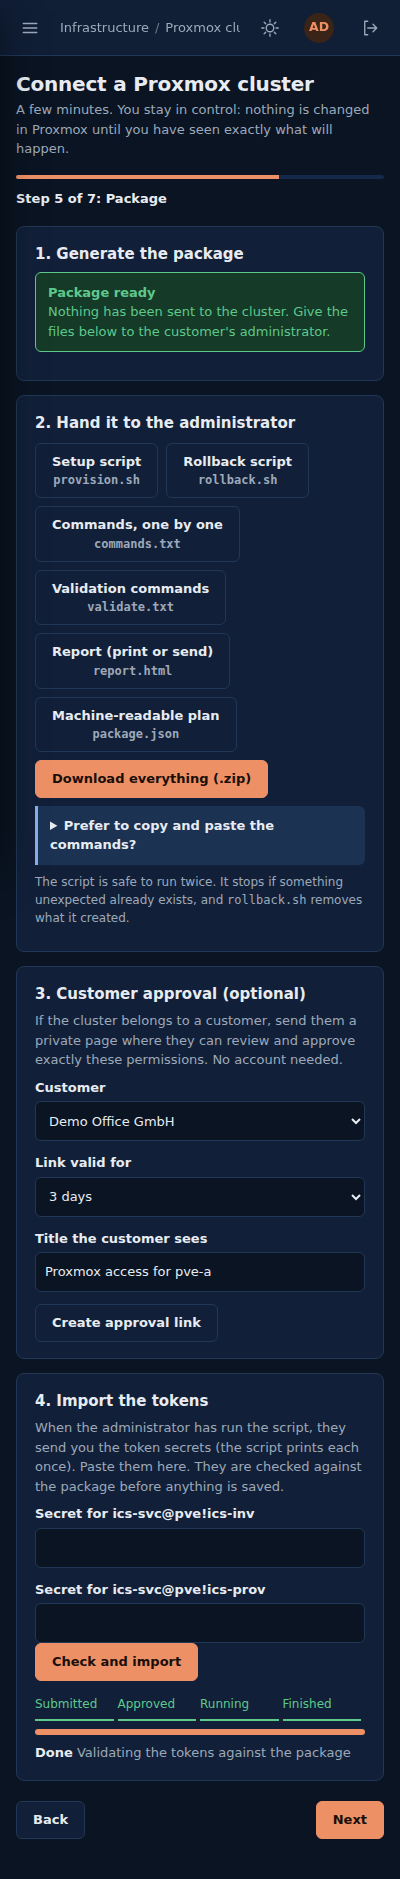 Infrastructure / Proxmox clu
AD
Connect a Proxmox cluster
A few minutes. You stay in control: nothing is changed
in Proxmox until you have seen exactly what will
happen.
Step 5 of 7: Package
1. Generate the package
Package ready
Nothing has been sent to the cluster. Give the
files below to the customer's administrator.
2. Hand it to the administrator
Setup script
provision.sh
Rollback script
rollback.sh
Commands, one by one
commands.txt
Validation commands
validate.txt
Report (print or send)
report.html
Machine-readable plan
package.json
Download everything (.zip)
Prefer to copy and paste the
commands?
The script is safe to run twice. It stops if something
unexpected already exists, and rollback.sh removes
what it created.
3. Customer approval (optional)
If the cluster belongs to a customer, send them a
private page where they can review and approve
exactly these permissions. No account needed.
Customer
Demo Office GmbH
Link valid for
3 days
Title the customer sees
Proxmox access for pve-a
Create approval link
4. Import the tokens
When the administrator has run the script, they
send you the token secrets (the script prints each
once). Paste them here. They are checked against
the package before anything is saved.
Secret for ics-svc@pve!ics-inv
Secret for ics-svc@pve!ics-prov
Check and import
Submitted Approved Running Finished
Done Validating the tokens against the package
Back
Next